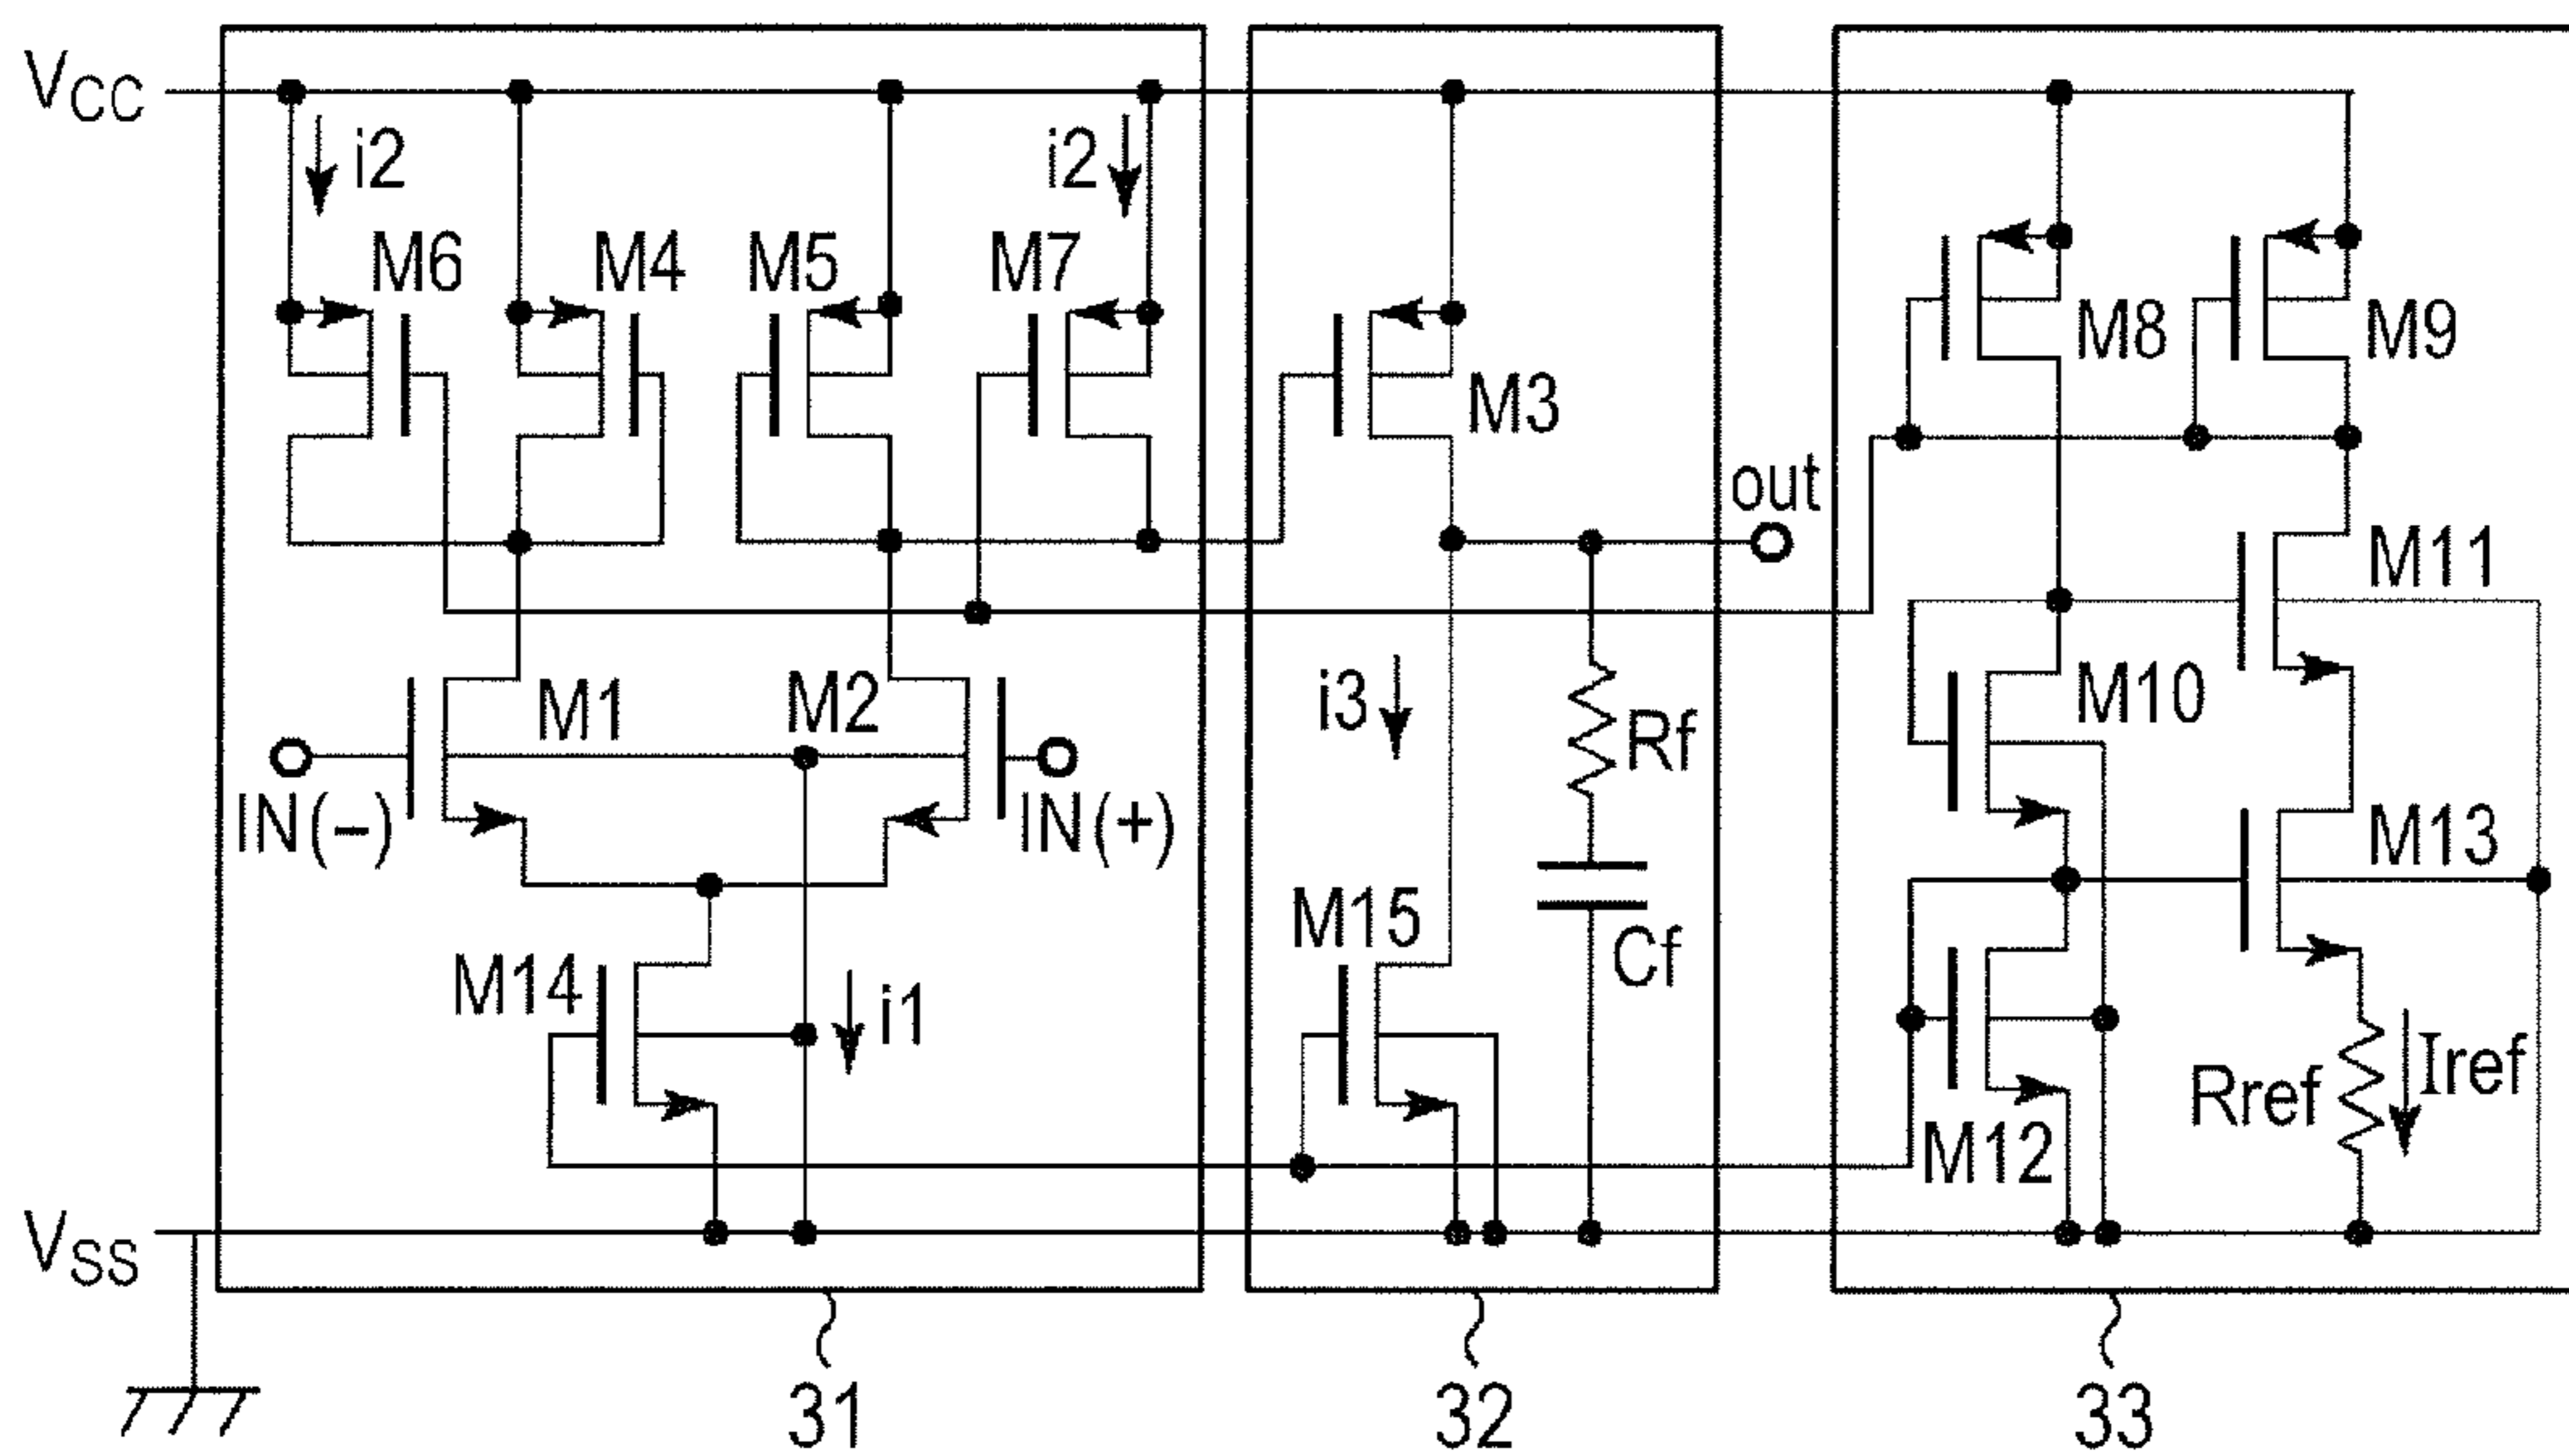 VCC
i2
i2
M6
M4
M5
M7
M3
M8
M9
out
M11
M1
M2
i3
Rf
M10
IN(–)
IN(+)
M13
M14
i1
M15
Cf
Rref
Iref
M12
VSS
31
32
33